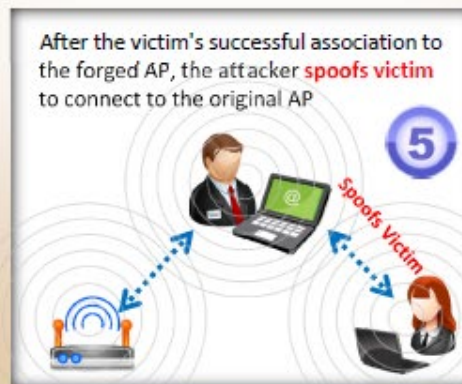 After the victim's successful association to
the forged AP, the attacker spoofs victim
to connect to the original AP
5
@
Spoofs Victim